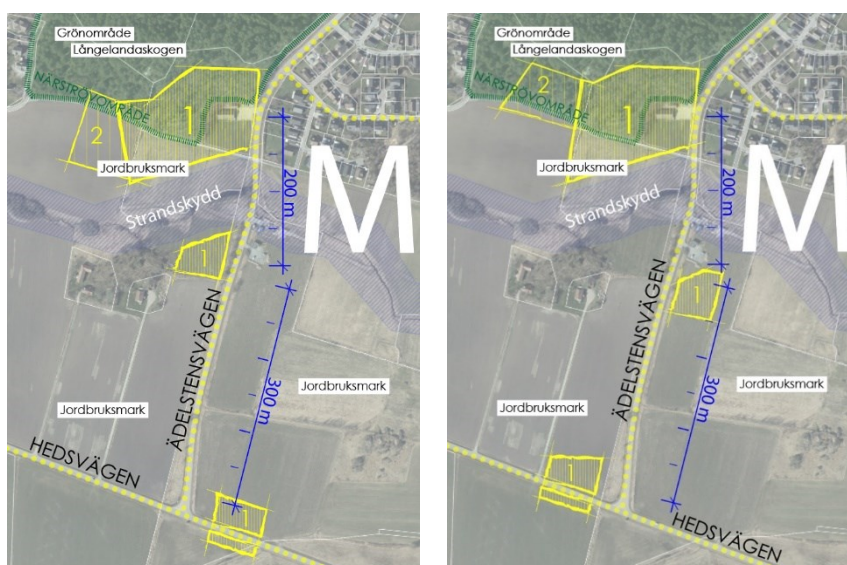 Grönområde
Långelandaskogen
NÄRSTRÖVOMRÅDE
1
2
Jordbruksmark
200 m
M
Strandskydd
1
ÄDELSTENSVÄGEN
300 m
Jordbruksmark
Jordbruksmark
HEDSVÄGEN
1
Grönområde
Långelandaskogen
2
NÄRSTRÖVOMRÅDE
1
Jordbruksmark
200 m
M
Strandskydd
1
ÄDELSTENSVÄGEN
300 m
Jordbruksmark
Jordbruksmark
1
HEDSVÄGEN